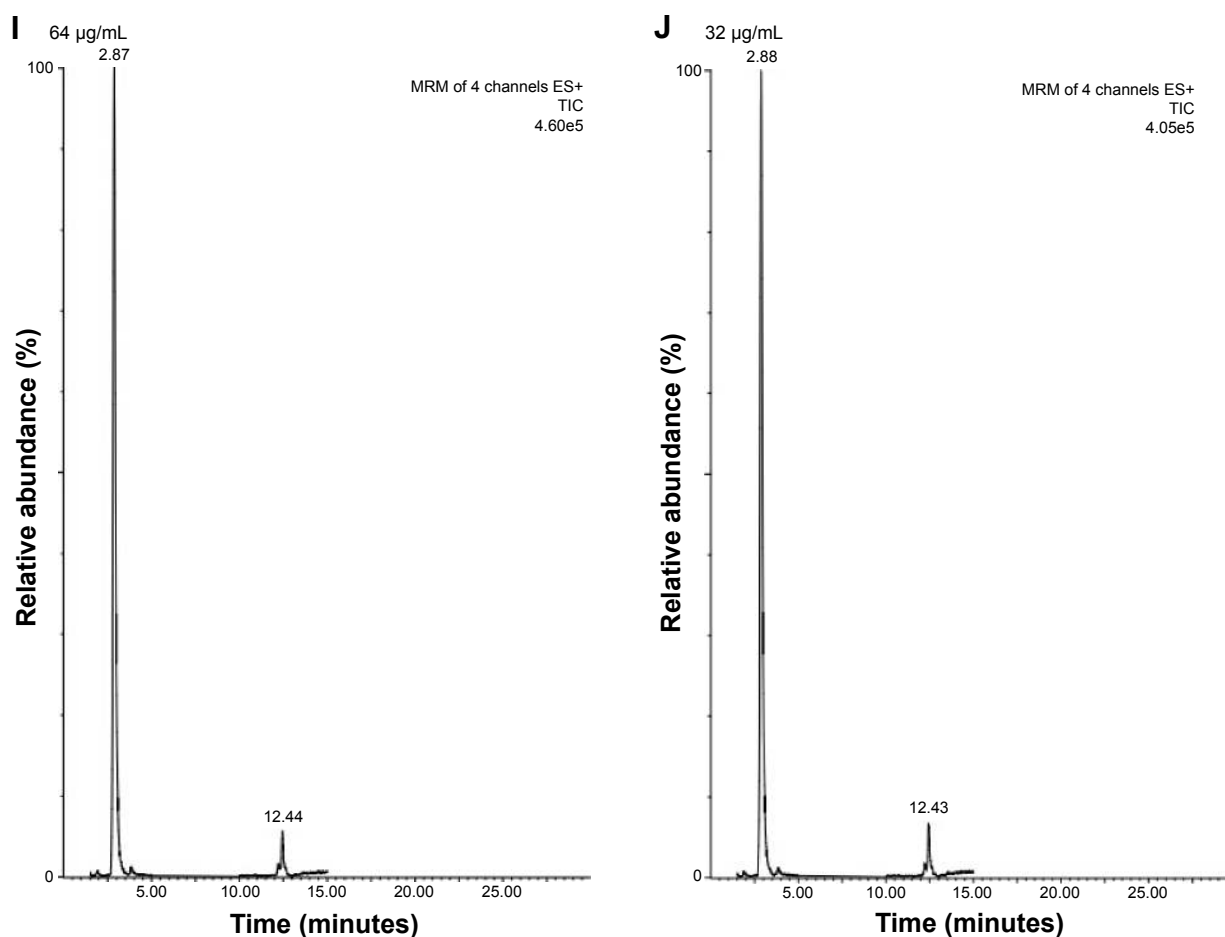 I
64 µg/mL
2.87
100
MRM of 4 channels ES+
TIC
4.60e5
Relative abundance (%)
12.44
0
5.00 10.00 15.00 20.00 25.00
Time (minutes)
J
32 µg/mL
2.88
100
MRM of 4 channels ES+
TIC
4.05e5
Relative abundance (%)
12.43
0
5.00 10.00 15.00 20.00 25.00
Time (minutes)